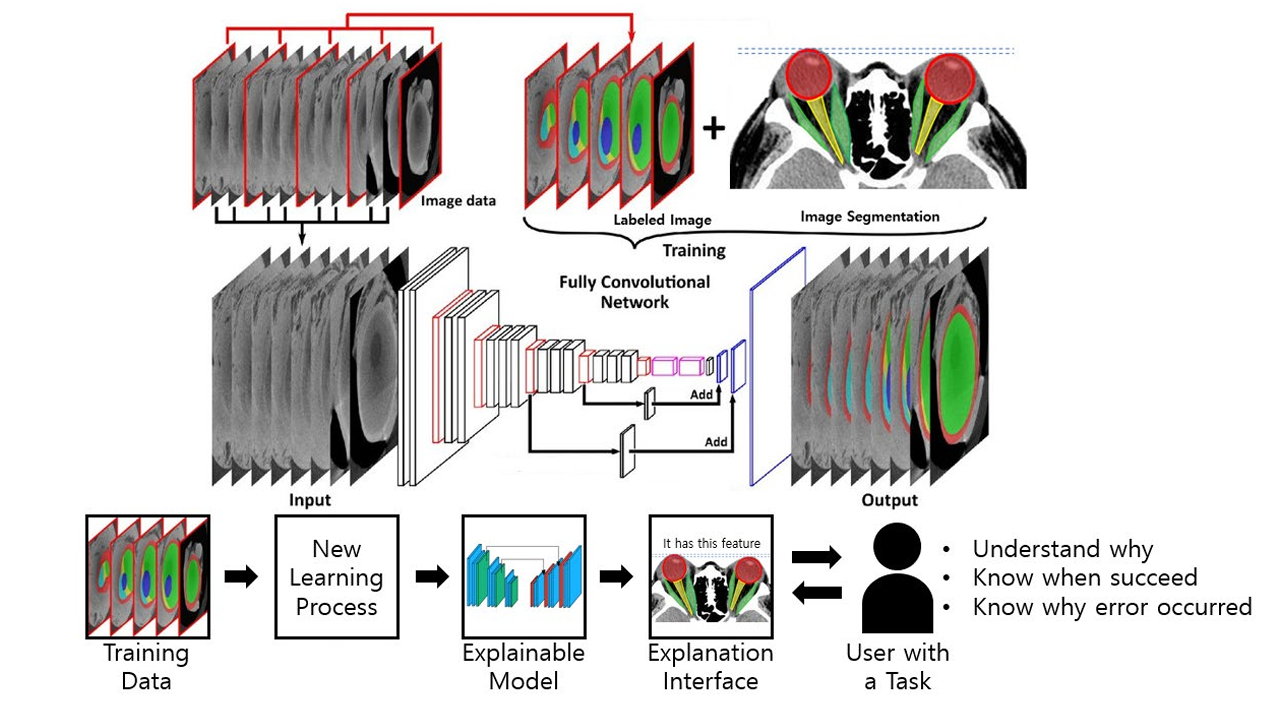 Image data
Labeled Image
Image Segmentation
Training
Fully Convolutional
Network
Add
Add
Input
Output
New
Learning
Process
It has this feature
• Understand why
• Know when succeed
• Know why error occurred
Training
Data
Explainable
Model
Explanation
Interface
User with
a Task